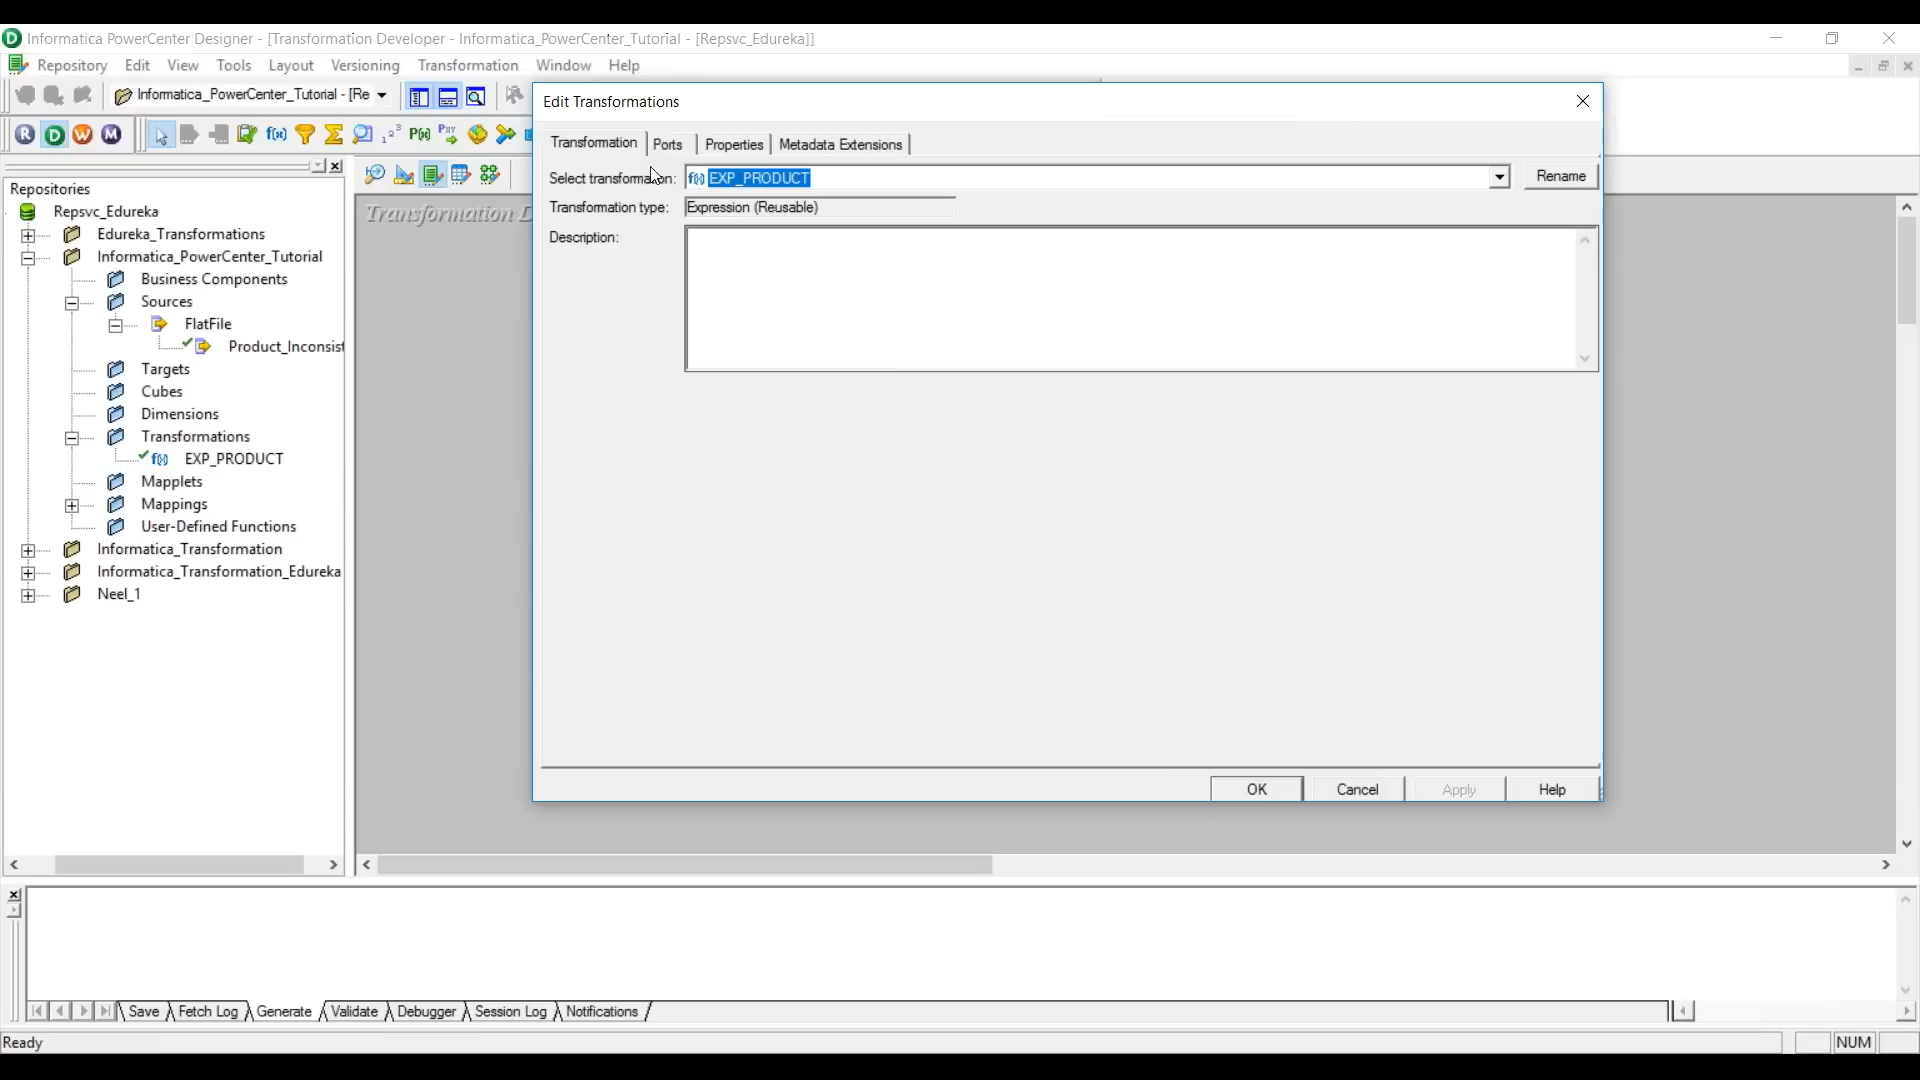 Informatica PowerCenter Designer - [Transformation Developer - Informatica_PowerCenter_Tutorial - [Repsvc_Edureka]]
Repository Edit View Tools Layout Versioning Transformation Window Help
Informatica_PowerCenter_Tutorial - [Re
Edit Transformations
Transformation Ports Properties Metadata Extensions
Select transformation: f(x) EXP_PRODUCT Rename
Transformation type: Expression (Reusable)
Description:
Transformation D
Repositories
Repsvc_Edureka
Edureka_Transformations
Informatica_PowerCenter_Tutorial
Business Components
Sources
FlatFile
Product_Inconsist
Targets
Cubes
Dimensions
Transformations
f(x) EXP_PRODUCT
Mapplets
Mappings
User-Defined Functions
Informatica_Transformation
Informatica_Transformation_Edureka
Neel_1
OK Cancel Apply Help
Save Fetch Log Generate Validate Debugger Session Log Notifications
Ready NUM